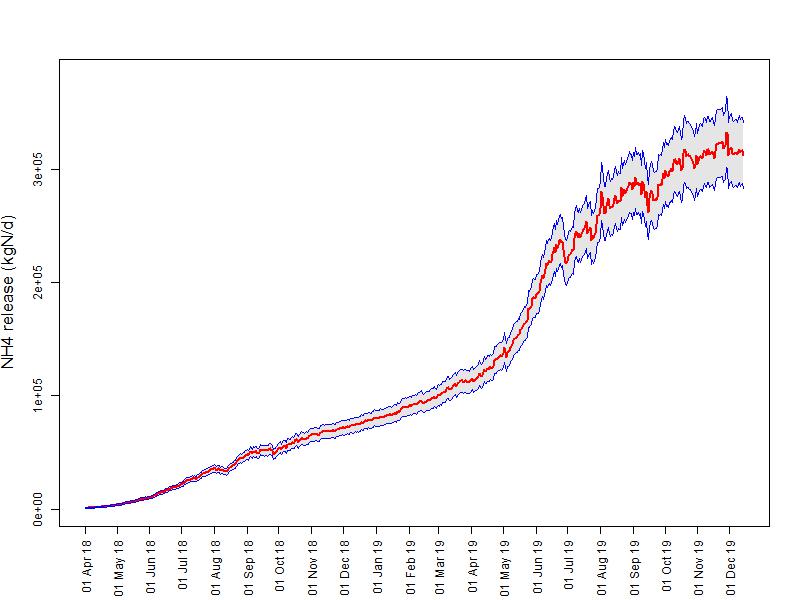 NH4 release (kgN/d)
3e+05
2e+05
1e+05
0e+00
01 Apr 18
01 May 18
01 Jun 18
01 Jul 18
01 Aug 18
01 Sep 18
01 Oct 18
01 Nov 18
01 Dec 18
01 Jan 19
01 Feb 19
01 Mar 19
01 Apr 19
01 May 19
01 Jun 19
01 Jul 19
01 Aug 19
01 Sep 19
01 Oct 19
01 Nov 19
01 Dec 19